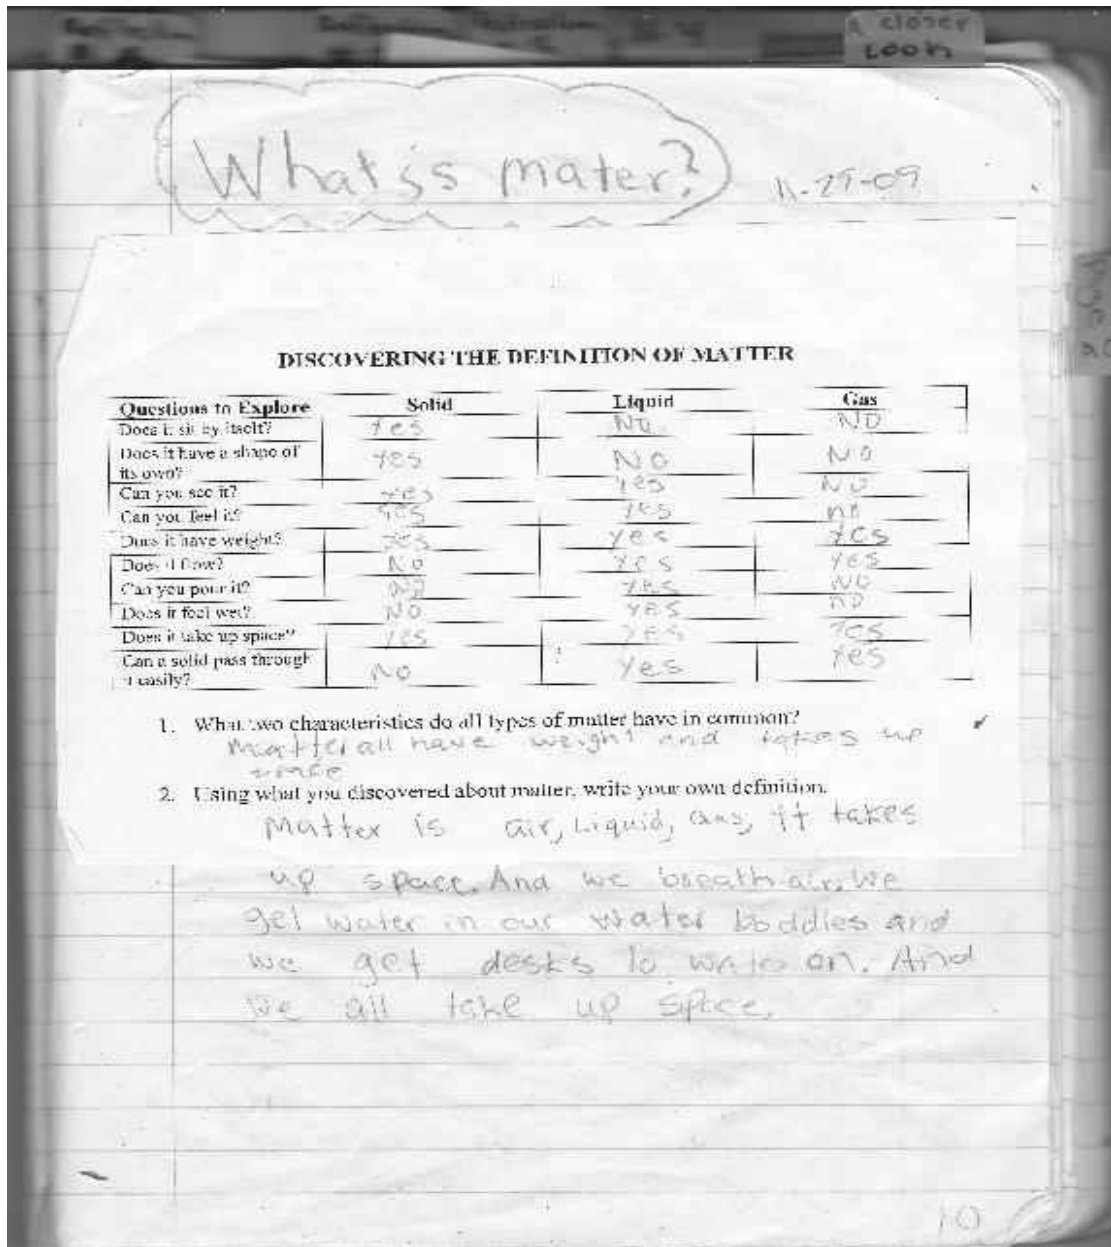 A closer
Look
What is mater?
11-29-09
DISCOVERING THE DEFINITION OF MATTER
Questions to Explore Solid Liquid Gas
Does it sit by itself? Yes No NO
Does it have a shape of
its own? Yes NO NO
Can you see it? Yes Yes NO
Can you feel it? Yes Yes no
Does it have weight? Yes Yes Yes
Does it flow? No Yes Yes
Can you pour it? NO Yes NO
Does it feel wet? NO Yes NO
Does it take up space? Yes Yes Yes
Can a solid pass through
it easily? NO Yes Yes
1. What two characteristics do all types of matter have in common?
Matter all have weight and takes up
space
2. Using what you discovered about matter, write your own definition.
Matter is air, Liquid, gas, it takes
up space. And we breath air. We
get water in our water boddies and
we get desks to on. And
we all take up space.
10